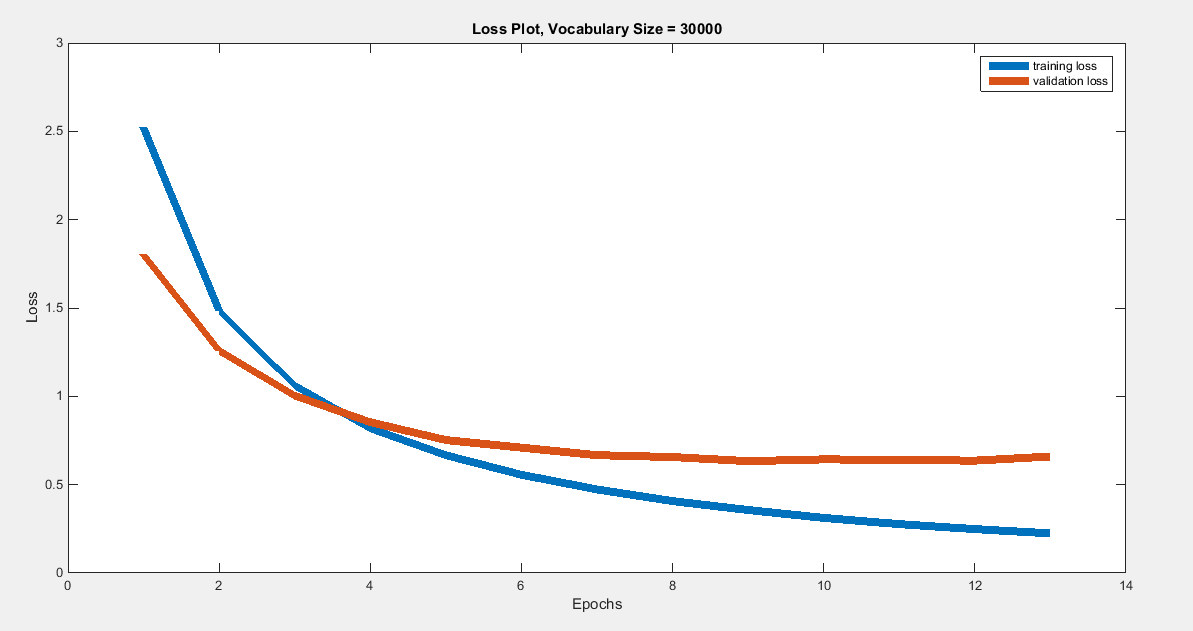 Loss Plot, Vocabulary Size = 30000
training loss
validation loss
3
2.5
2
1.5
1
0.5
0
Loss
0 2 4 6 8 10 12 14
Epochs